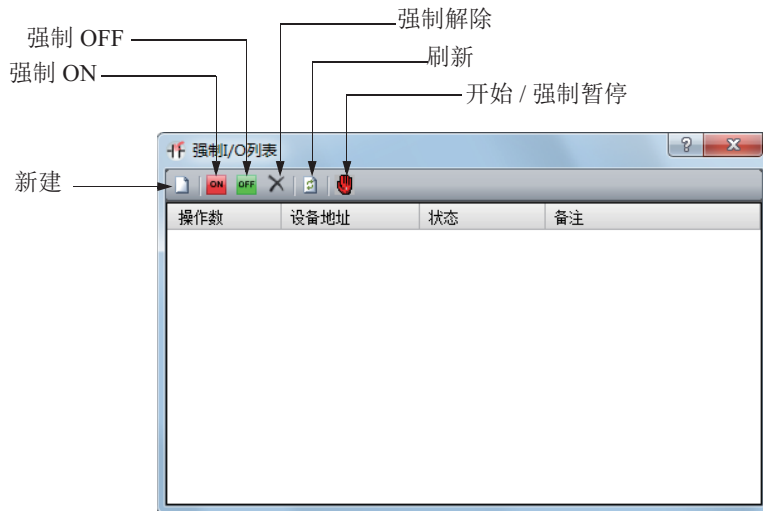 强制解除
强制 OFF
刷新
强制 ON
开始 / 强制暂停
强制I/O列表
新建
ON OFF
操作数 设备地址 状态 备注